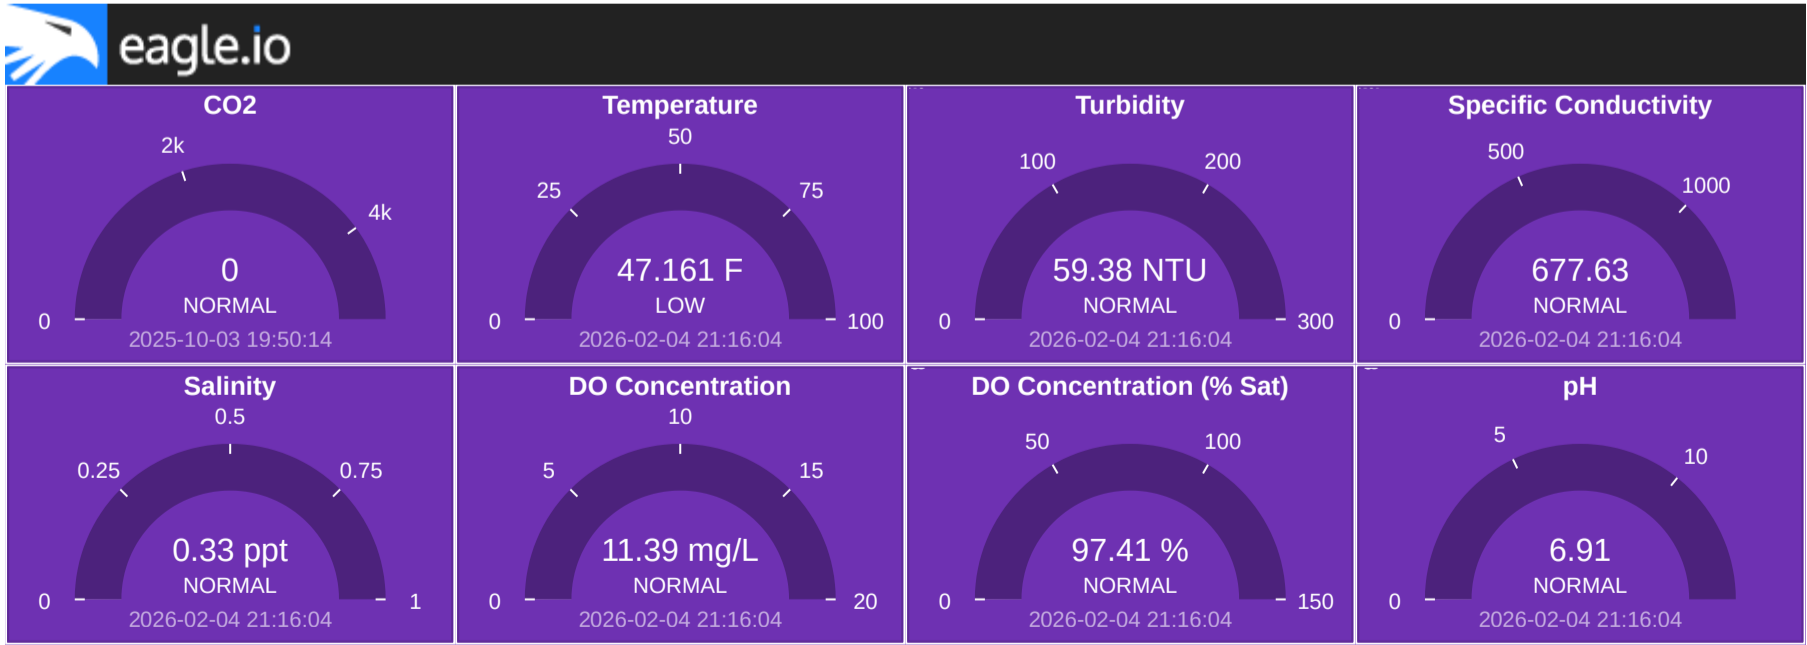 eagle.io
CO2
2k
4k
0
0
NORMAL
2025-10-03 19:50:14
Temperature
50
25
75
47.161 F
LOW
0
100
2026-02-04 21:16:04
Turbidity
100
200
59.38 NTU
NORMAL
0
300
2026-02-04 21:16:04
Specific Conductivity
500
1000
677.63
NORMAL
0
2026-02-04 21:16:04
Salinity
0.5
0.25
0.75
0.33 ppt
NORMAL
0
1
2026-02-04 21:16:04
DO Concentration
10
5
15
11.39 mg/L
NORMAL
0
20
2026-02-04 21:16:04
DO Concentration (% Sat)
50
100
97.41 %
NORMAL
0
150
2026-02-04 21:16:04
pH
5
10
6.91
NORMAL
0
2026-02-04 21:16:04